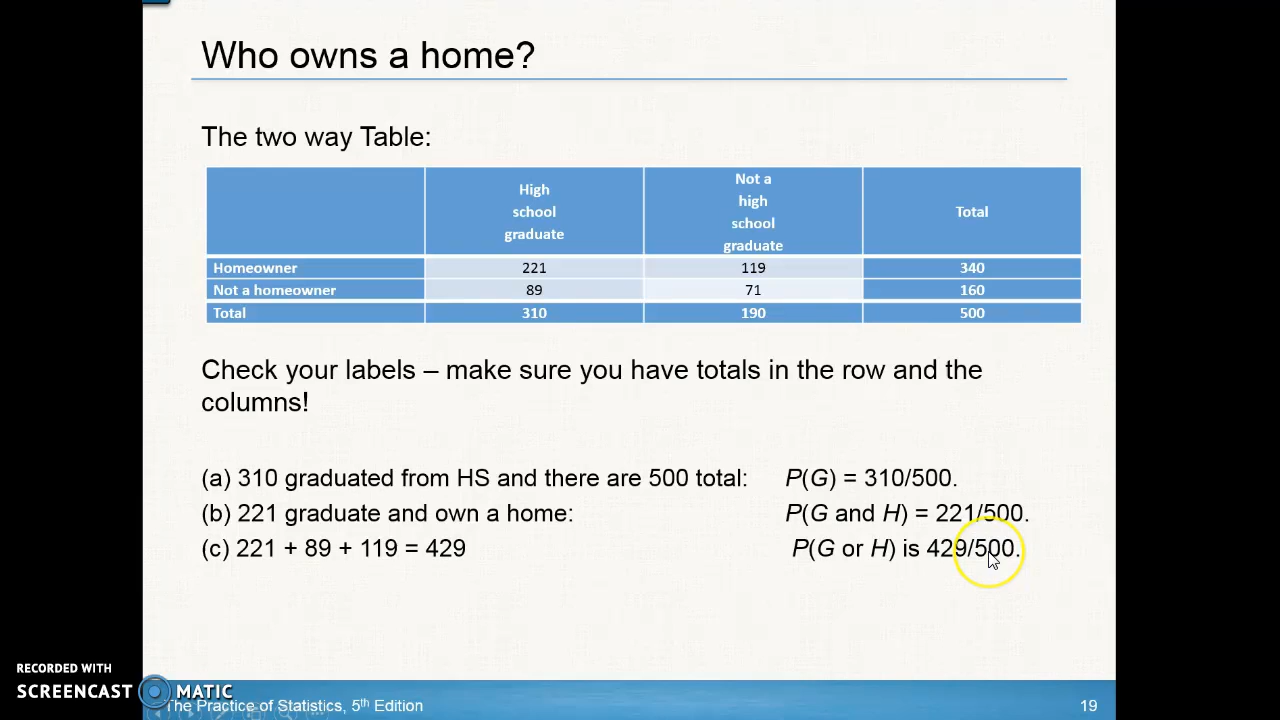 Who owns a home?
The two way Table:
High
school
graduate
Not a
high
school
graduate
Total
Homeowner 221 119 340
Not a homeowner 89 71 160
Total 310 190 500
Check your labels – make sure you have totals in the row and the
columns!
(a) 310 graduated from HS and there are 500 total: P(G) = 310/500.
(b) 221 graduate and own a home: P(G and H) = 221/500.
(c) 221 + 89 + 119 = 429 P(G or H) is 429/500.
RECORDED WITH
SCREENCAST MATIC
The Practice of Statistics, 5th Edition 19